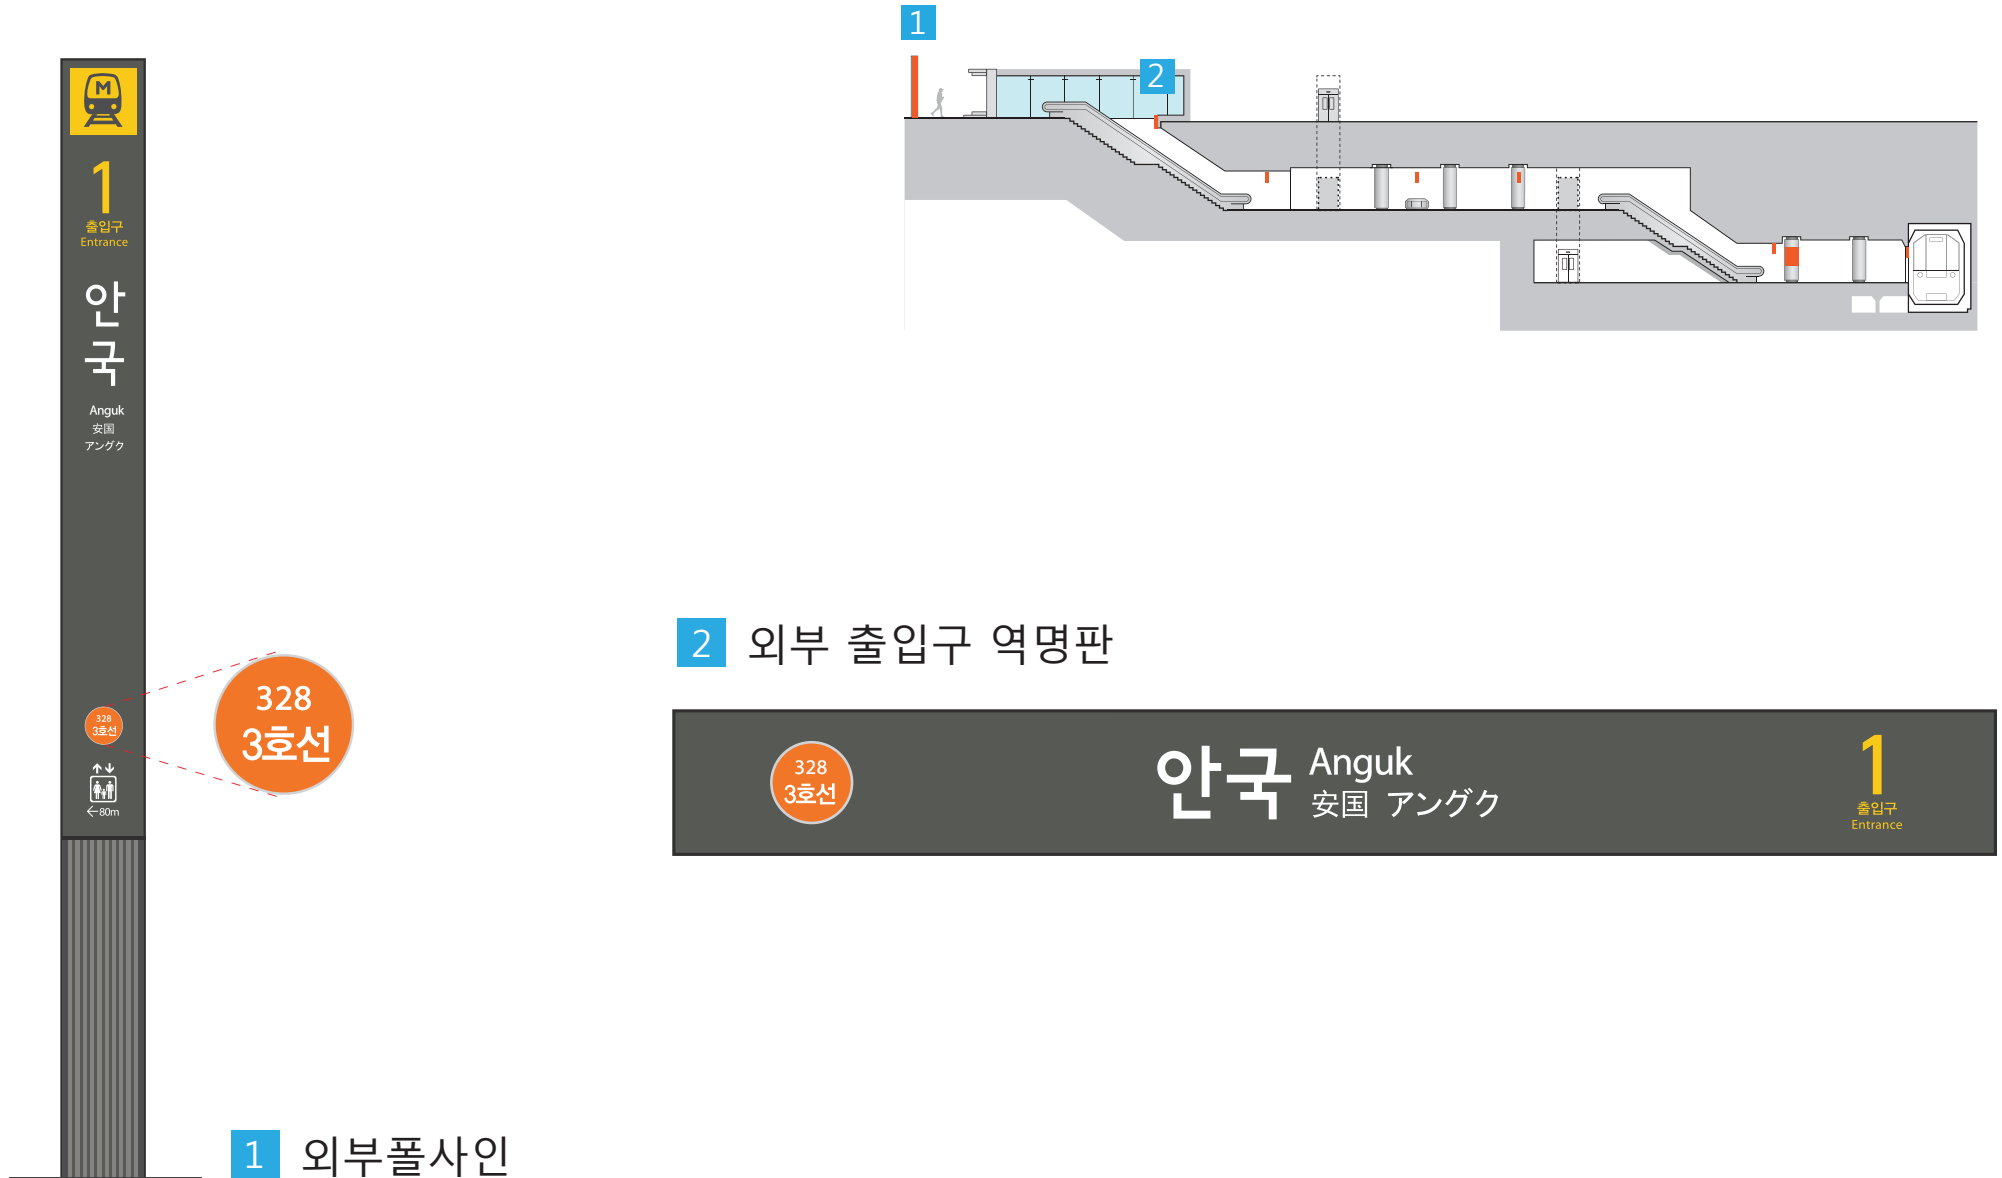 1
2
M
1
출입구
Entrance
안
국
Anguk
安国
アングク
328
3호선
←80m
328
3호선
1 외부폴사인
2 외부 출입구 역명판
328
3호선
안국 Anguk
安国 アングク
1
출입구
Entrance